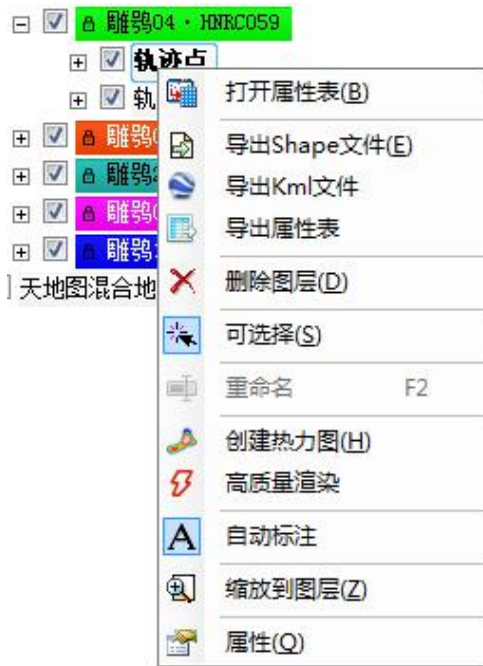 雕鸮04·HNRC059
轨迹点
轨
雕鸮
雕鸮2
雕鸮0
雕鸮
天地图混合地
打开属性表(B)
导出Shape文件(E)
导出Kml文件
导出属性表
删除图层(D)
可选择(S)
重命名 F2
创建热力图(H)
高质量渲染
A 自动标注
缩放到图层(Z)
属性(Q)